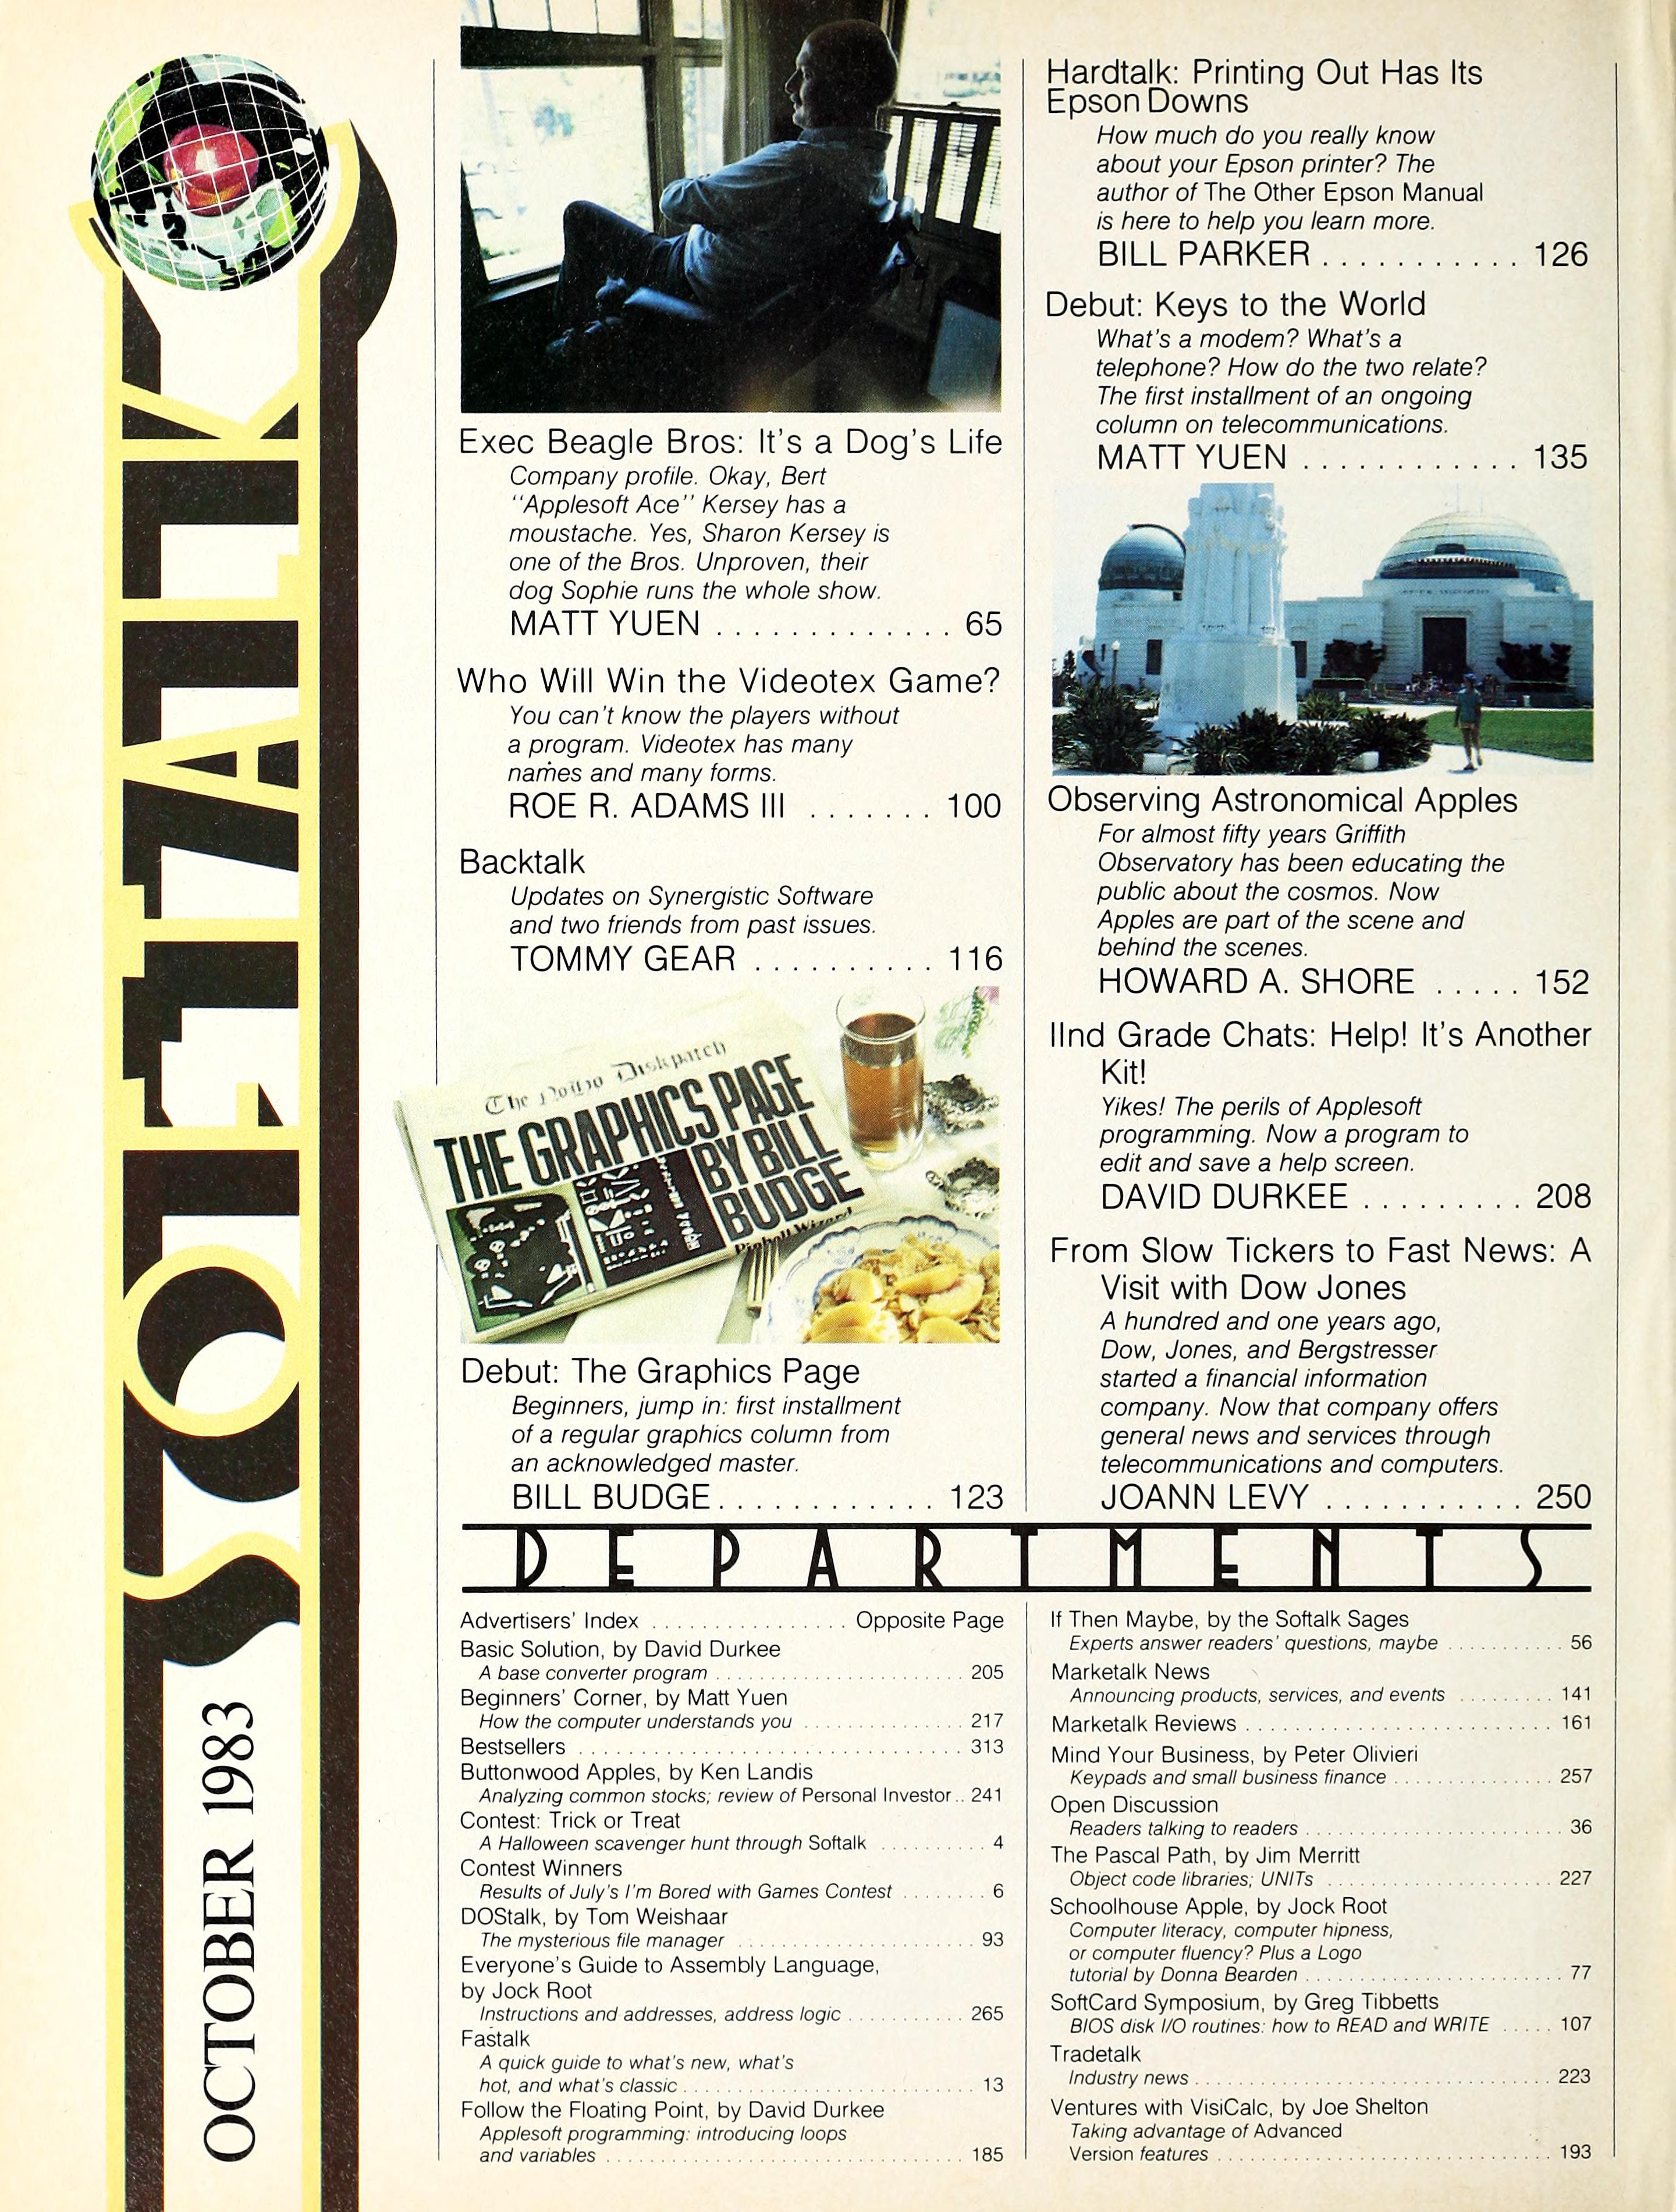 SOFTALK
OCTOBER 1983
Exec Beagle Bros: It's a Dog's Life
Company profile. Okay, Bert
''Applesoft Ace'' Kersey has a
moustache. Yes, Sharon Kersey is
one of the Bros. Unproven, their
dog Sophie runs the whole show.
MATT YUEN ............. 65
Who Will Win the Videotex Game?
You can't know the players without
a program. Videotex has many
names and many forms.
ROE R. ADAMS III ....... 100
Backtalk
Updates on Synergistic Software
and two friends from past issues.
TOMMY GEAR .......... 116
The NoHo Diskpatch
THE GRAPHICS PAGE
BY BILL
BUDGE
Pinball Wizard
Debut: The Graphics Page
Beginners, jump in: first installment
of a regular graphics column from
an acknowledged master.
BILL BUDGE............ 123
Hardtalk: Printing Out Has Its
Epson Downs
How much do you really know
about your Epson printer? The
author of The Other Epson Manual
is here to help you learn more.
BILL PARKER ........... 126
Debut: Keys to the World
What's a modem? What's a
telephone? How do the two relate?
The first installment of an ongoing
column on telecommunications.
MATT YUEN ............ 135
Observing Astronomical Apples
For almost fifty years Griffith
Observatory has been educating the
public about the cosmos. Now
Apples are part of the scene and
behind the scenes.
HOWARD A. SHORE ..... 152
IInd Grade Chats: Help! It's Another
Kit!
Yikes! The perils of Applesoft
programming. Now a program to
edit and save a help screen.
DAVID DURKEE ......... 208
From Slow Tickers to Fast News: A
Visit with Dow Jones
A hundred and one years ago,
Dow, Jones, and Bergstresser
started a financial information
company. Now that company offers
general news and services through
telecommunications and computers.
JOANN LEVY ........... 250
DEPARTMENTS
Advertisers' Index ................ Opposite Page
Basic Solution, by David Durkee
A base converter program ....................... 205
Beginners' Corner, by Matt Yuen
How the computer understands you ............... 217
Bestsellers ................................ 313
Buttonwood Apples, by Ken Landis
Analyzing common stocks; review of Personal Investor.. 241
Contest: Trick or Treat
A Halloween scavenger hunt through Softalk .......... 4
Contest Winners
Results of July's I'm Bored with Games Contest ........ 6
DOStalk, by Tom Weishaar
The mysterious file manager ...................... 93
Everyone's Guide to Assembly Language,
by Jock Root
Instructions and addresses, address logic ........... 265
Fastalk
A quick guide to what's new, what's
hot, and what's classic ........................... 13
Follow the Floating Point, by David Durkee
Applesoft programming: introducing loops
and variables .................................. 185
If Then Maybe, by the Softalk Sages
Experts answer readers' questions, maybe ........... 56
Marketalk News
Announcing products, services, and events ......... 141
Marketalk Reviews .......................... 161
Mind Your Business, by Peter Olivieri
Keypads and small business finance ............... 257
Open Discussion
Readers talking to readers ........................ 36
The Pascal Path, by Jim Merritt
Object code libraries; UNITs ...................... 227
Schoolhouse Apple, by Jock Root
Computer literacy, computer hipness,
or computer fluency? Plus a Logo
tutorial by Donna Bearden ........................ 77
SoftCard Symposium, by Greg Tibbetts
BIOS disk I/O routines: how to READ and WRITE ..... 107
Tradetalk
Industry news .................................. 223
Ventures with VisiCalc, by Joe Shelton
Taking advantage of Advanced
Version features ................................ 193